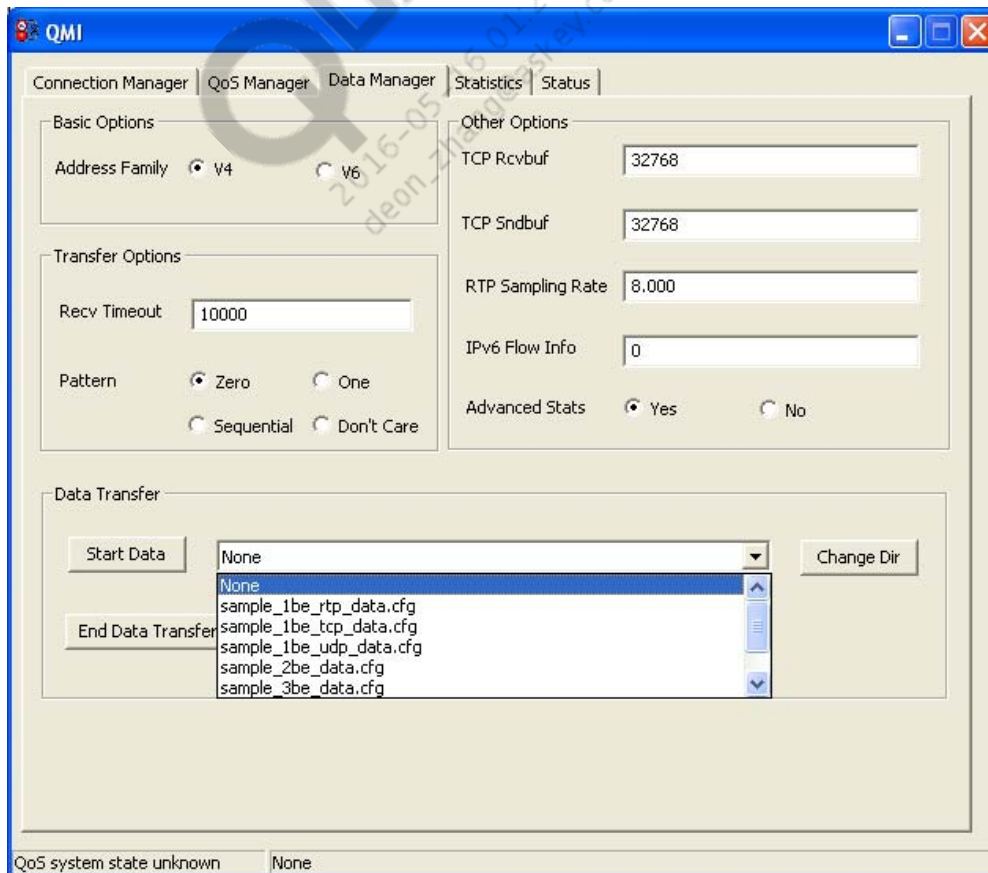 QMI
Connection Manager
QoS Manager
Data Manager
Statistics
Status
Basic Options
Address Family
V4
V6
Transfer Options
Recv Timeout
10000
Pattern
Zero
One
Sequential
Don't Care
Other Options
TCP Rcvbuf
32768
TCP Sndbuf
32768
RTP Sampling Rate
8.000
IPv6 Flow Info
0
Advanced Stats
Yes
No
Data Transfer
Start Data
None
Change Dir
None
sample_1be_rtp_data.cfg
sample_1be_tcp_data.cfg
sample_1be_udp_data.cfg
sample_2be_data.cfg
sample_3be_data.cfg
End Data Transfer
QoS system state unknown
None